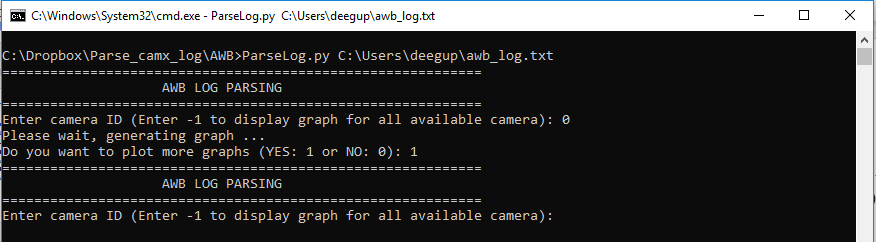 C:\Windows\System32\cmd.exe - ParseLog.py C:\Users\deegup\awb_log.txt
C:\Dropbox\Parse_camx_log\AWB>ParseLog.py C:\Users\deegup\awb_log.txt
============================================================
AWB LOG PARSING
============================================================
Enter camera ID (Enter -1 to display graph for all available camera): 0
Please wait, generating graph ...
Do you want to plot more graphs (YES: 1 or NO: 0): 1
============================================================
AWB LOG PARSING
============================================================
Enter camera ID (Enter -1 to display graph for all available camera):